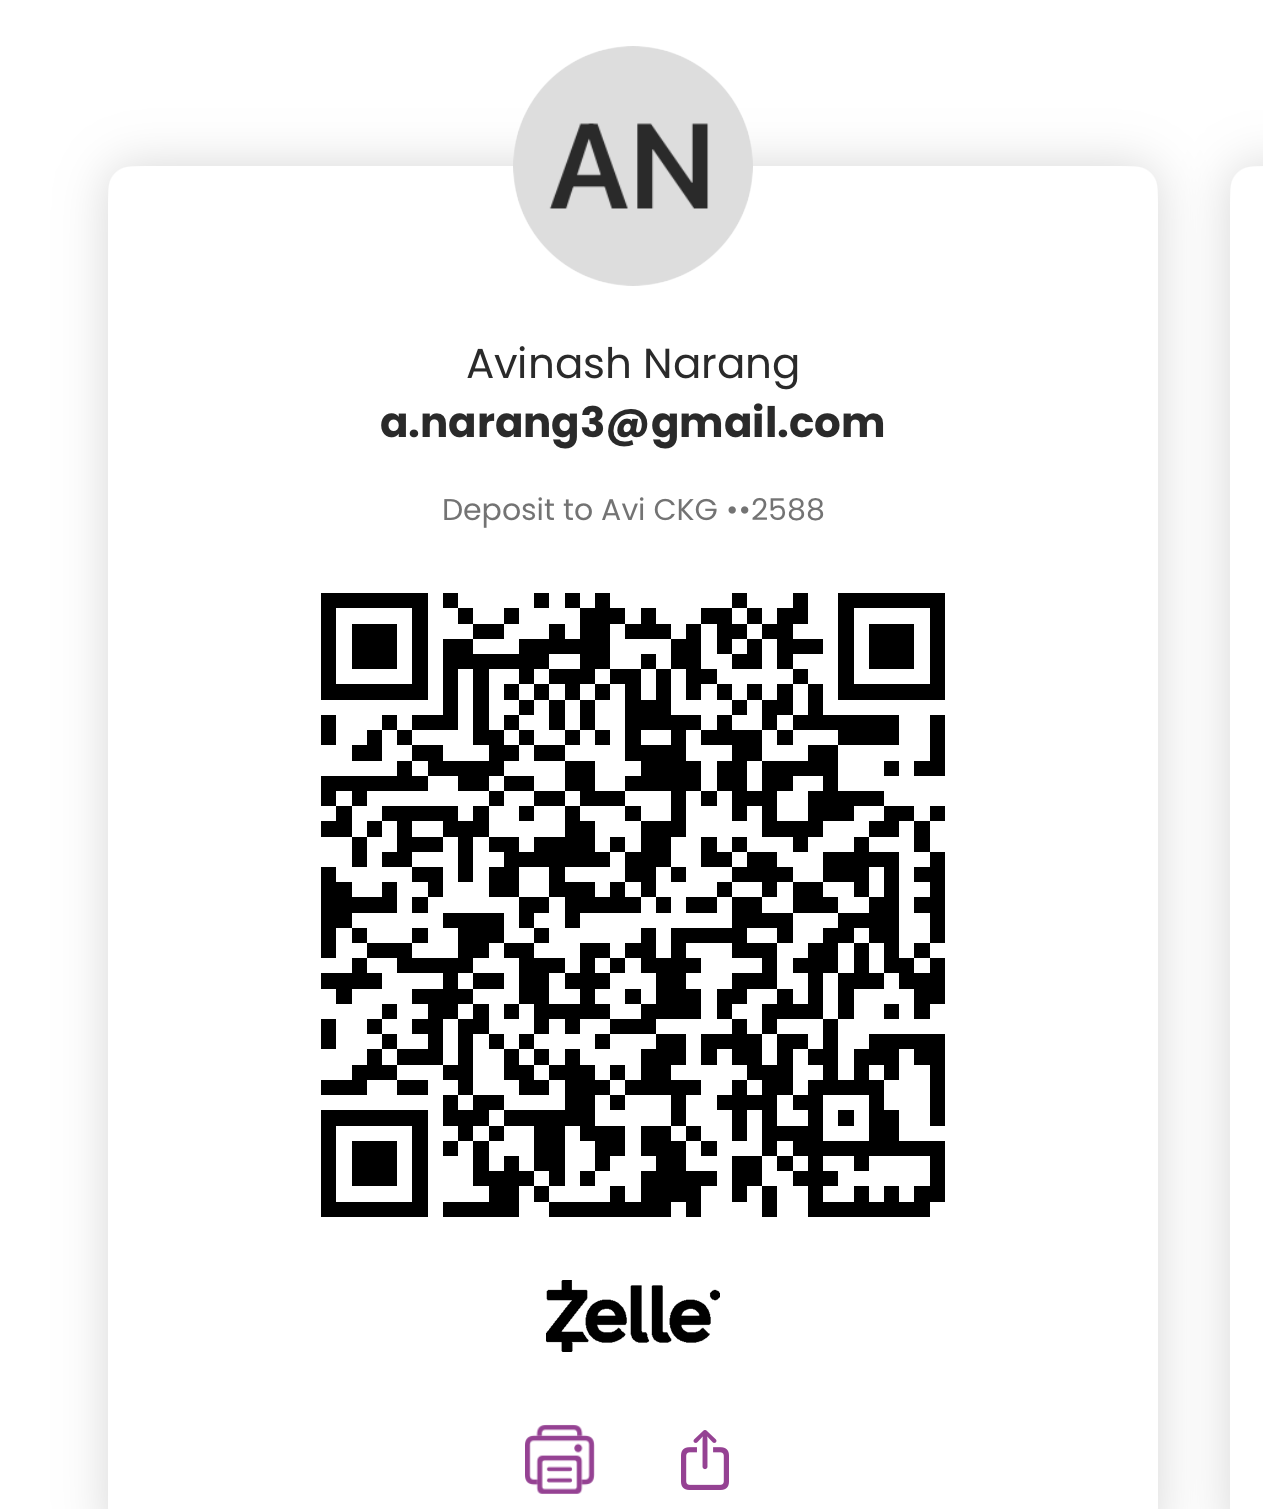 AN
Avinash Narang
a.narang3@gmail.com
Deposit to Avi CKG ••2588
Zelle